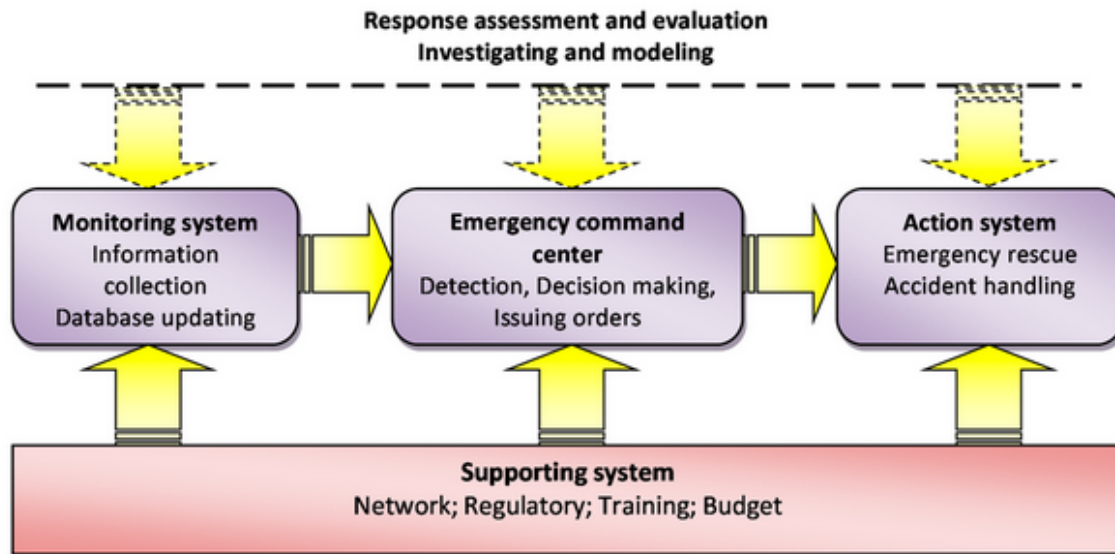 Response assessment and evaluation
Investigating and modeling
Monitoring system
Information
collection
Database updating
Emergency command
center
Detection, Decision making,
Issuing orders
Action system
Emergency rescue
Accident handling
Supporting system
Network; Regulatory; Training; Budget